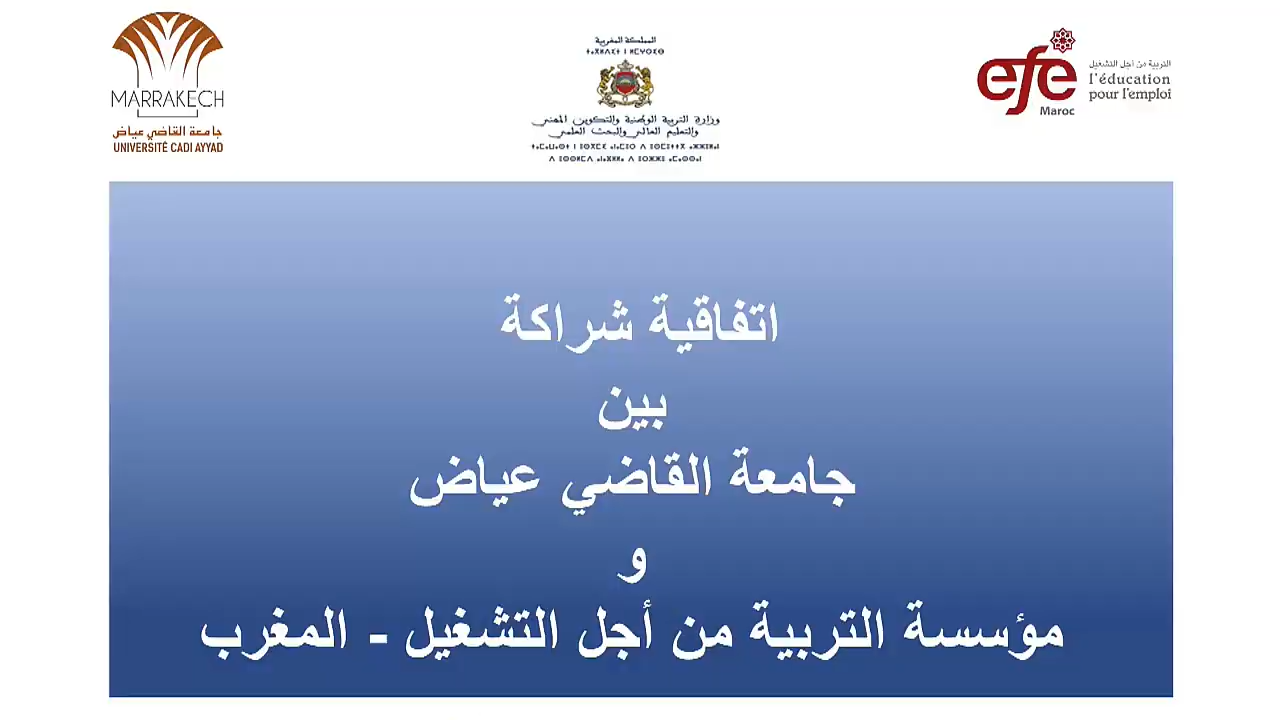 MARRAKECH
جامعة القاضي عياض
UNIVERSITÉ CADI AYYAD
المملكة المغربية
ⵜⴰⴳⵍⴷⵉⵜ ⵏ ⵍⵎⵖⵔⵉⴱ
وزارة التربية الوطنية والتكوين المهني
والتعليم العالي والبحث العلمي
efe
Maroc
التربية من أجل التشغيل
l'éducation
pour l'emploi
اتفاقية شراكة
بين
جامعة القاضي عياض
و
مؤسسة التربية من أجل التشغيل - المغرب